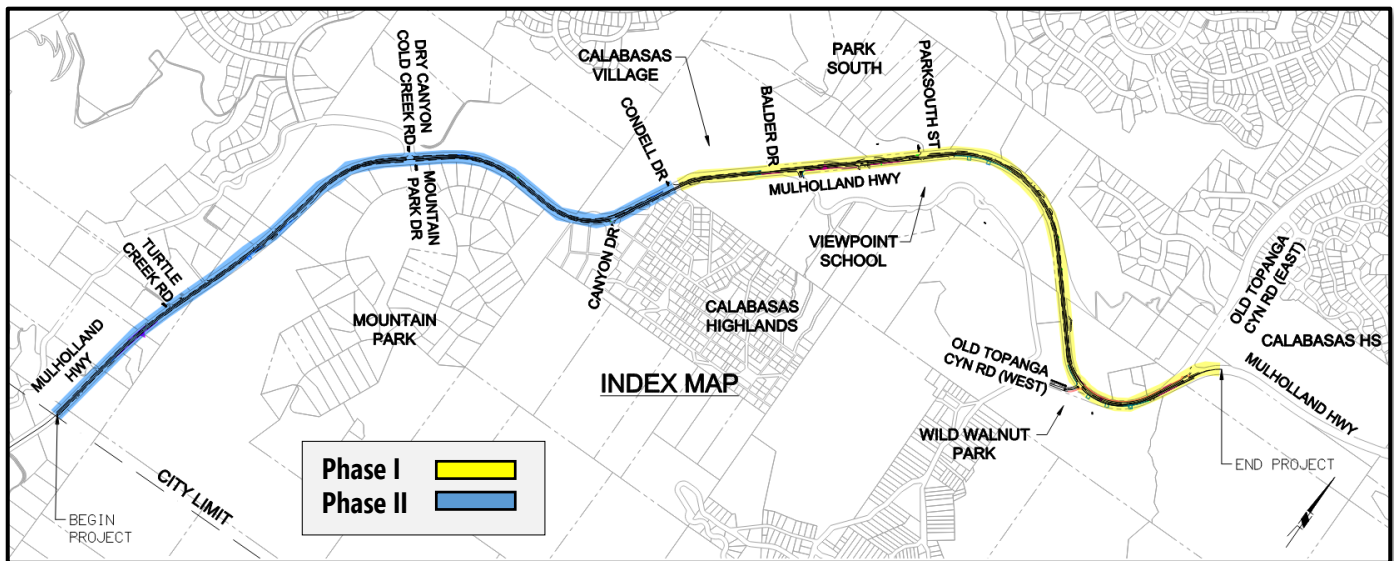 DRY CANYON
COLD CREEK RD
CALABASAS
VILLAGE
PARK
SOUTH
PARKSOUTH ST
BALDER DR
CONDELL DR
MULHOLLAND HWY
MOUNTAIN
PARK DR
VIEWPOINT
SCHOOL
CANYON DR
TURTLE
CREEK RD
OLD TOPANGA
CYN RD (EAST)
CALABASAS
HIGHLANDS
MOUNTAIN
PARK
CALABASAS HS
MULHOLLAND
HWY
OLD TOPANGA
CYN RD (WEST)
MULHOLLAND HWY
INDEX MAP
WILD WALNUT
PARK
END PROJECT
Phase I
Phase II
CITY LIMIT
BEGIN
PROJECT